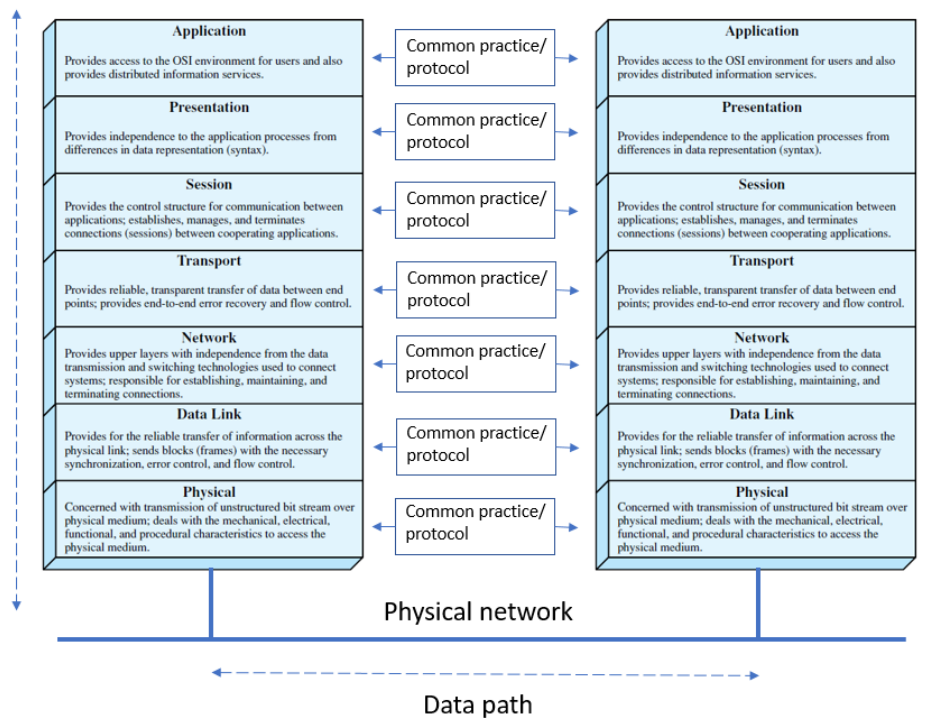 Application
Provides access to the OSI environment for users and also
provides distributed information services.
Presentation
Provides independence to the application processes from
differences in data representation (syntax).
Session
Provides the control structure for communication between
applications; establishes, manages, and terminates
connections (sessions) between cooperating applications.
Transport
Provides reliable, transparent transfer of data between end
points; provides end-to-end error recovery and flow control.
Network
Provides upper layers with independence from the data
transmission and switching technologies used to connect
systems; responsible for establishing, maintaining, and
terminating connections.
Data Link
Provides for the reliable transfer of information across the
physical link; sends blocks (frames) with the necessary
synchronization, error control, and flow control.
Physical
Concerned with transmission of unstructured bit stream over
physical medium; deals with the mechanical, electrical,
functional, and procedural characteristics to access the
physical medium.
Common practice/
protocol
Common practice/
protocol
Common practice/
protocol
Common practice/
protocol
Common practice/
protocol
Common practice/
protocol
Common practice/
protocol
Application
Provides access to the OSI environment for users and also
provides distributed information services.
Presentation
Provides independence to the application processes from
differences in data representation (syntax).
Session
Provides the control structure for communication between
applications; establishes, manages, and terminates
connections (sessions) between cooperating applications.
Transport
Provides reliable, transparent transfer of data between end
points; provides end-to-end error recovery and flow control.
Network
Provides upper layers with independence from the data
transmission and switching technologies used to connect
systems; responsible for establishing, maintaining, and
terminating connections.
Data Link
Provides for the reliable transfer of information across the
physical link; sends blocks (frames) with the necessary
synchronization, error control, and flow control.
Physical
Concerned with transmission of unstructured bit stream over
physical medium; deals with the mechanical, electrical,
functional, and procedural characteristics to access the
physical medium.
Physical network
Data path